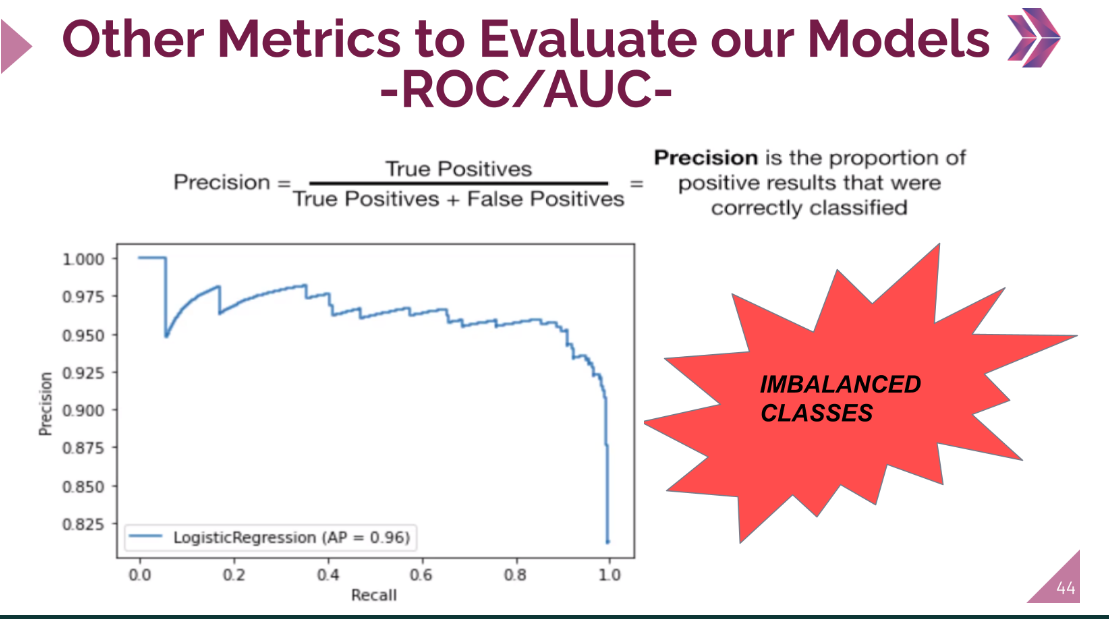 Other Metrics to Evaluate our Models
-ROC/AUC-
Precision = True Positives
True Positives + False Positives
=
Precision is the proportion of
positive results that were
correctly classified
1.000
0.975
0.950
0.925
0.900
0.875
0.850
0.825
Precision
LogisticRegression (AP = 0.96)
0.0 0.2 0.4 0.6 0.8 1.0
Recall
IMBALANCED
CLASSES
44